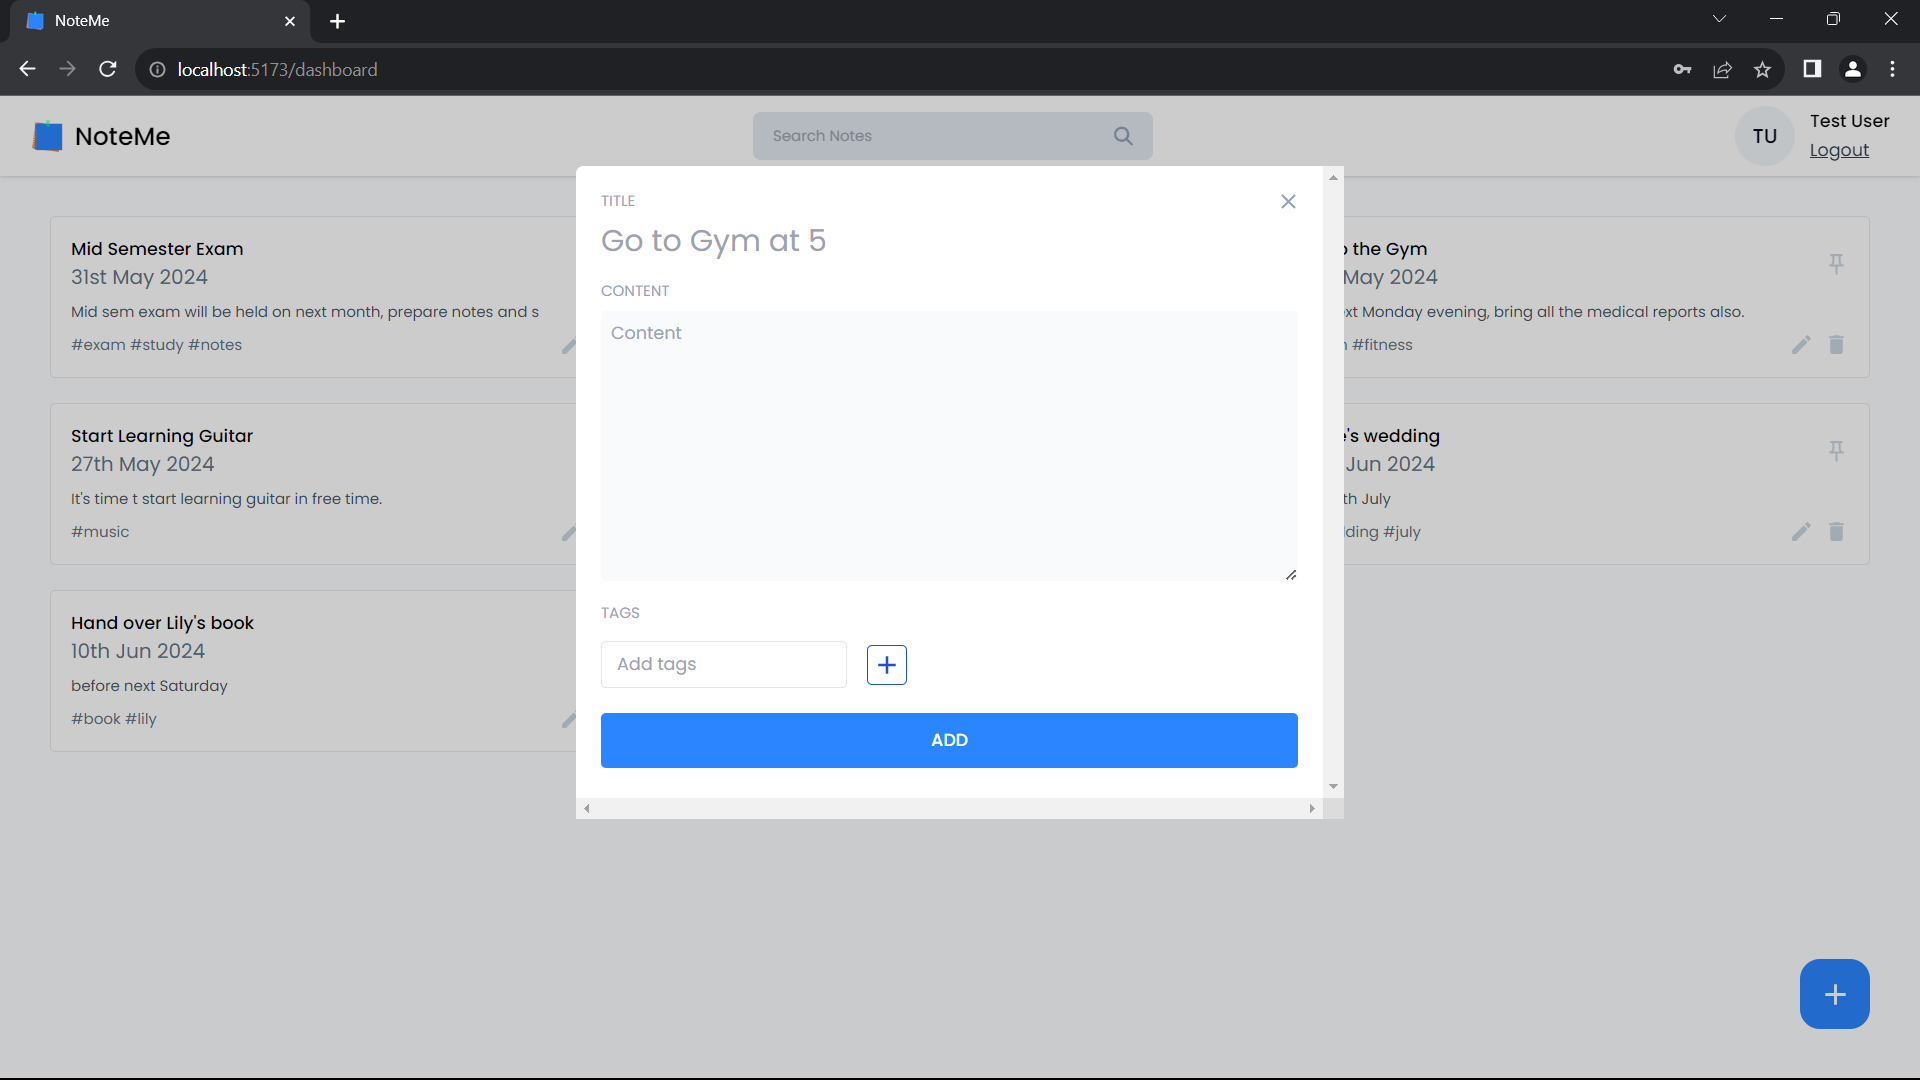 NoteMe
localhost:5173/dashboard
NoteMe
Search Notes
TU
Test User
Logout
Mid Semester Exam
31st May 2024
Mid sem exam will be held on next month, prepare notes and s
#exam #study #notes
Start Learning Guitar
27th May 2024
It's time t start learning guitar in free time.
#music
Hand over Lily's book
10th Jun 2024
before next Saturday
#book #lily
TITLE
Go to Gym at 5
CONTENT
Content
TAGS
Add tags
ADD
the Gym
May 2024
Monday evening, bring all the medical reports also.
#fitness
's wedding
Jun 2024
th July
#july